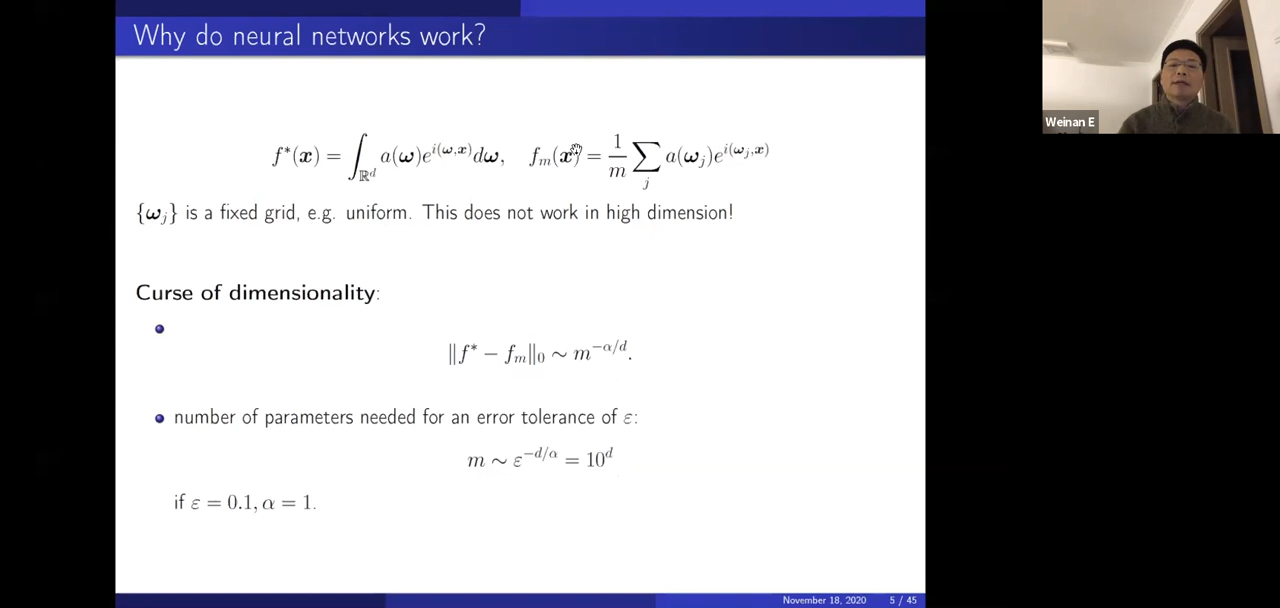 Why do neural networks work?
Weinan E
f*(x) = ∫_{ℝ^d} a(ω)e^{i(ω,x)}dω, f_m(x) = 1/m ∑_j a(ω_j)e^{i(ω_j,x)}
{ω_j} is a fixed grid, e.g. uniform. This does not work in high dimension!
Curse of dimensionality:
‖f* − f_m‖_0 ∼ m^{−α/d}.
number of parameters needed for an error tolerance of ε:
m ∼ ε^{−d/α} = 10^d
if ε = 0.1, α = 1.
November 18, 2020 5 / 45